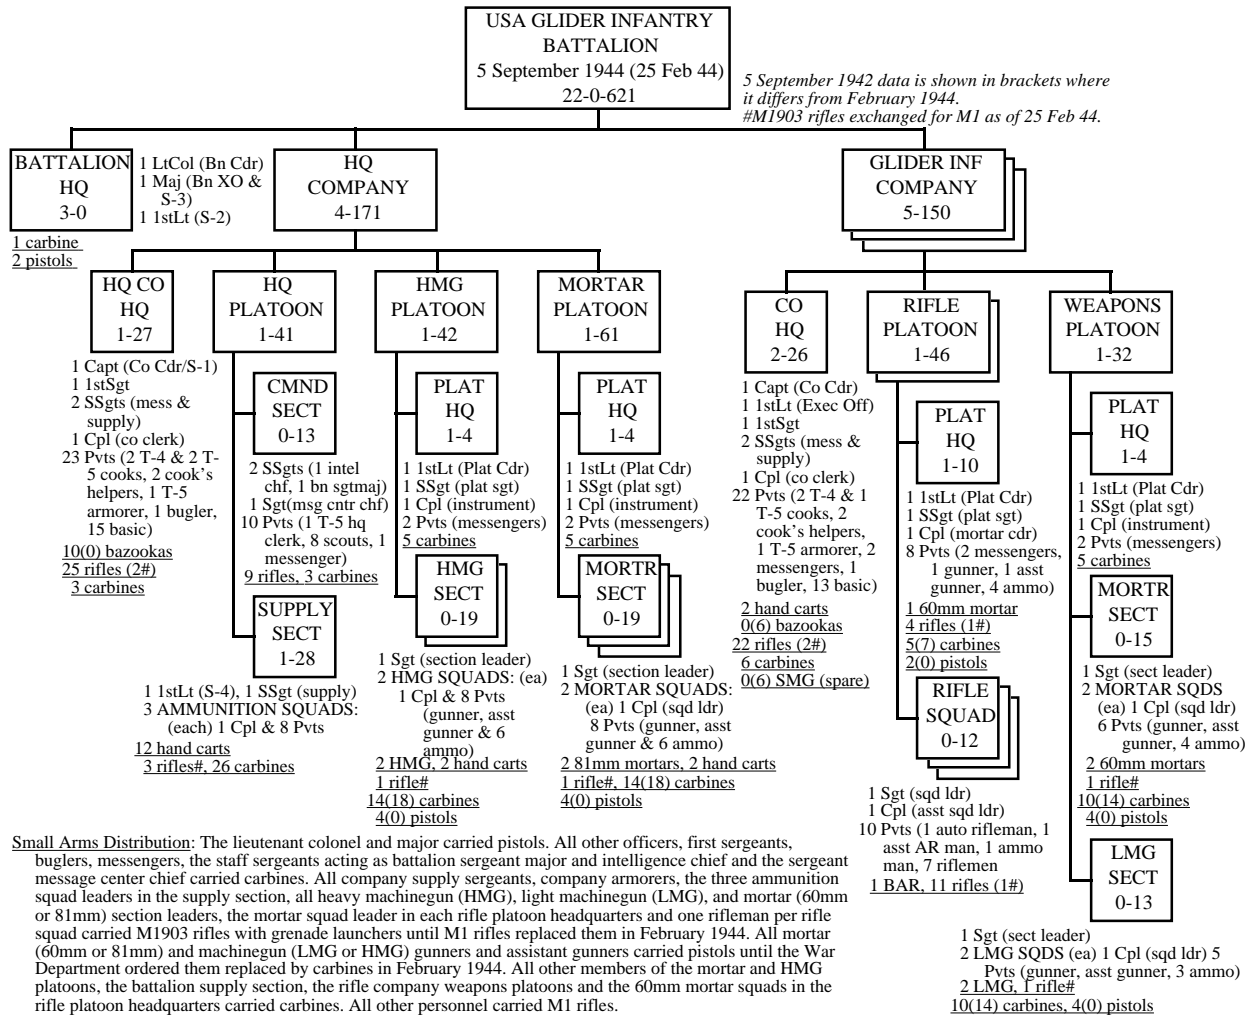 USA GLIDER INFANTRY
BATTALION
5 September 1944 (25 Feb 44)
22-0-621
5 September 1942 data is shown in brackets where
it differs from February 1944.
#M1903 rifles exchanged for M1 as of 25 Feb 44.
BATTALION
HQ
3-0
1 LtCol (Bn Cdr)
1 Maj (Bn XO &
S-3)
1 1stLt (S-2)
1 carbine
2 pistols
HQ
COMPANY
4-171
GLIDER INF
COMPANY
5-150
HQ CO
HQ
1-27
1 Capt (Co Cdr/S-1)
1 1stSgt
2 SSgts (mess &
supply)
1 Cpl (co clerk)
23 Pvts (2 T-4 & 2 T-
5 cooks, 2 cook's
helpers, 1 T-5
armorer, 1 bugler,
15 basic)
10(0) bazookas
25 rifles (2#)
3 carbines
HQ
PLATOON
1-41
CMND
SECT
0-13
2 SSgts (1 intel
chf, 1 bn sgtmaj)
1 Sgt(msg cntr chf)
10 Pvts (1 T-5 hq
clerk, 8 scouts, 1
messenger)
9 rifles, 3 carbines
SUPPLY
SECT
1-28
1 1stLt (S-4), 1 SSgt (supply)
3 AMMUNITION SQUADS:
(each) 1 Cpl & 8 Pvts
12 hand carts
3 rifles#, 26 carbines
HMG
PLATOON
1-42
PLAT
HQ
1-4
1 1stLt (Plat Cdr)
1 SSgt (plat sgt)
1 Cpl (instrument)
2 Pvts (messengers)
5 carbines
HMG
SECT
0-19
1 Sgt (section leader)
2 HMG SQUADS: (ea)
1 Cpl & 8 Pvts
(gunner, asst
gunner & 6
ammo)
2 HMG, 2 hand carts
1 rifle#
14(18) carbines
4(0) pistols
MORTAR
PLATOON
1-61
PLAT
HQ
1-4
1 1stLt (Plat Cdr)
1 SSgt (plat sgt)
1 Cpl (instrument)
2 Pvts (messengers)
5 carbines
MORTR
SECT
0-19
1 Sgt (section leader)
2 MORTAR SQUADS:
(ea) 1 Cpl (sqd ldr)
8 Pvts (gunner, asst
gunner & 6 ammo)
2 81mm mortars, 2 hand carts
1 rifle#, 14(18) carbines
4(0) pistols
CO
HQ
2-26
1 Capt (Co Cdr)
1 1stLt (Exec Off)
1 1stSgt
2 SSgts (mess &
supply)
1 Cpl (co clerk)
22 Pvts (2 T-4 & 1
T-5 cooks, 2
cook's helpers,
1 T-5 armorer, 2
messengers, 1
bugler, 13 basic)
2 hand carts
0(6) bazookas
22 rifles (2#)
6 carbines
0(6) SMG (spare)
RIFLE
PLATOON
1-46
PLAT
HQ
1-10
1 1stLt (Plat Cdr)
1 SSgt (plat sgt)
1 Cpl (mortar cdr)
8 Pvts (2 messengers,
1 gunner, 1 asst
gunner, 4 ammo)
1 60mm mortar
4 rifles (1#)
5(7) carbines
2(0) pistols
RIFLE
SQUAD
0-12
1 Sgt (sqd ldr)
1 Cpl (asst sqd ldr)
10 Pvts (1 auto rifleman, 1
asst AR man, 1 ammo
man, 7 riflemen
1 BAR, 11 rifles (1#)
WEAPONS
PLATOON
1-32
PLAT
HQ
1-4
1 1stLt (Plat Cdr)
1 SSgt (plat sgt)
1 Cpl (instrument)
2 Pvts (messengers)
5 carbines
MORTR
SECT
0-15
1 Sgt (sect leader)
2 MORTAR SQDS
(ea) 1 Cpl (sqd ldr)
6 Pvts (gunner, asst
gunner, 4 ammo)
2 60mm mortars
1 rifle#
10(14) carbines
4(0) pistols
LMG
SECT
0-13
1 Sgt (sect leader)
2 LMG SQDS (ea) 1 Cpl (sqd ldr) 5
Pvts (gunner, asst gunner, 3 ammo)
2 LMG, 1 rifle#
10(14) carbines, 4(0) pistols
Small Arms Distribution: The lieutenant colonel and major carried pistols. All other officers, first sergeants,
buglers, messengers, the staff sergeants acting as battalion sergeant major and intelligence chief and the sergeant
message center chief carried carbines. All company supply sergeants, company armorers, the three ammunition
squad leaders in the supply section, all heavy machinegun (HMG), light machinegun (LMG), and mortar (60mm
or 81mm) section leaders, the mortar squad leader in each rifle platoon headquarters and one rifleman per rifle
squad carried M1903 rifles with grenade launchers until M1 rifles replaced them in February 1944. All mortar
(60mm or 81mm) and machinegun (LMG or HMG) gunners and assistant gunners carried pistols until the War
Department ordered them replaced by carbines in February 1944. All other members of the mortar and HMG
platoons, the battalion supply section, the rifle company weapons platoons and the 60mm mortar squads in the
rifle platoon headquarters carried carbines. All other personnel carried M1 rifles.